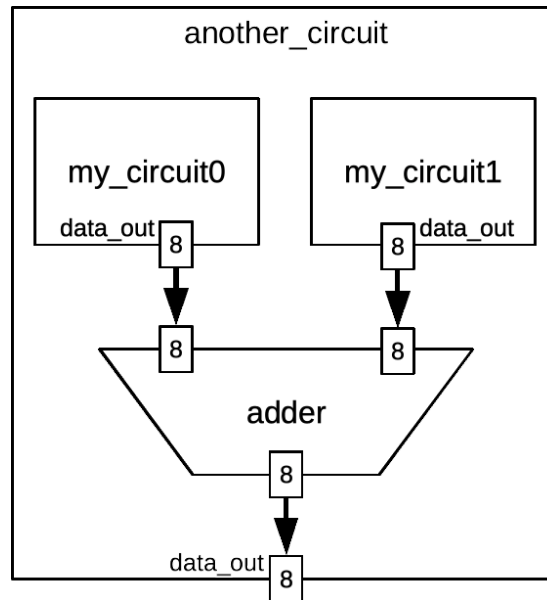 another_circuit
my_circuit0 my_circuit1
data_out 8 8 data_out
8 8
adder
8
data_out 8